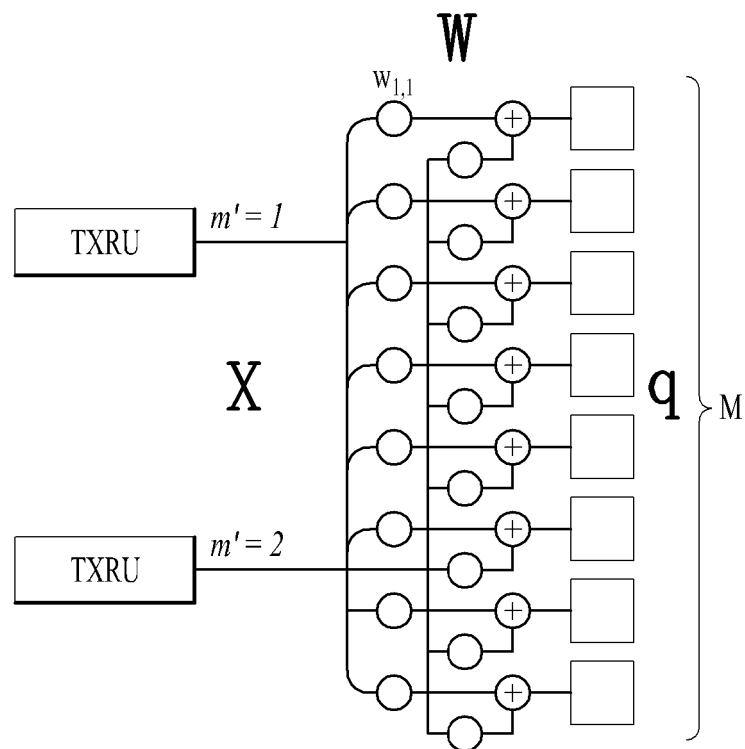 W
w1,1
+
+
TXRU
m' = 1
+
X
+
q
M
+
TXRU
m' = 2
+
+
+